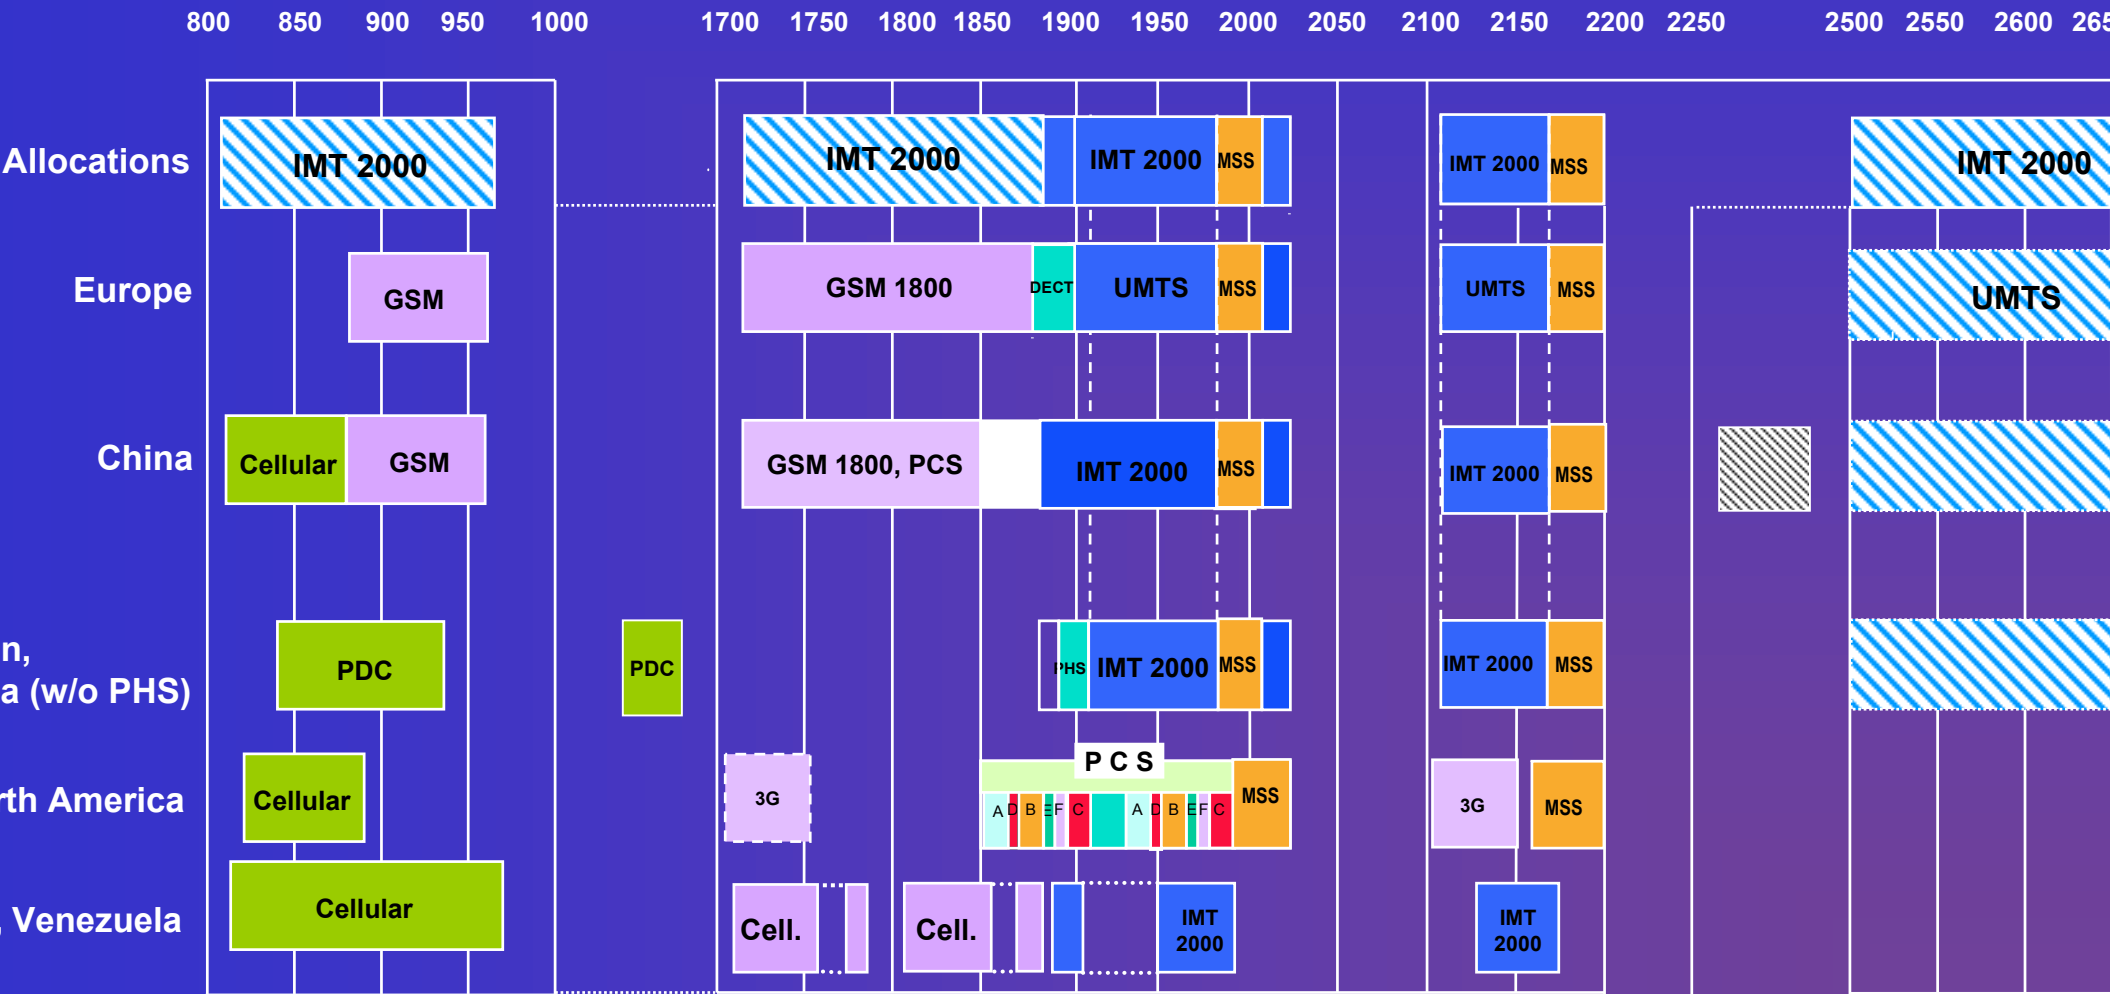 800 850 900 950 1000 1700 1750 1800 1850 1900 1950 2000 2050 2100 2150 2200 2250 2500 2550 2600 265
Allocations IMT 2000 IMT 2000 IMT 2000 MSS IMT 2000 MSS IMT 2000
Europe GSM GSM 1800 DECT UMTS MSS UMTS MSS UMTS
China Cellular GSM GSM 1800, PCS IMT 2000 MSS IMT 2000 MSS
n,
a (w/o PHS) PDC PDC PHS IMT 2000 MSS IMT 2000 MSS
P C S
rth America Cellular 3G A D B E F C A D B E F C MSS 3G MSS
, Venezuela Cellular Cell. Cell. IMT 2000 IMT 2000